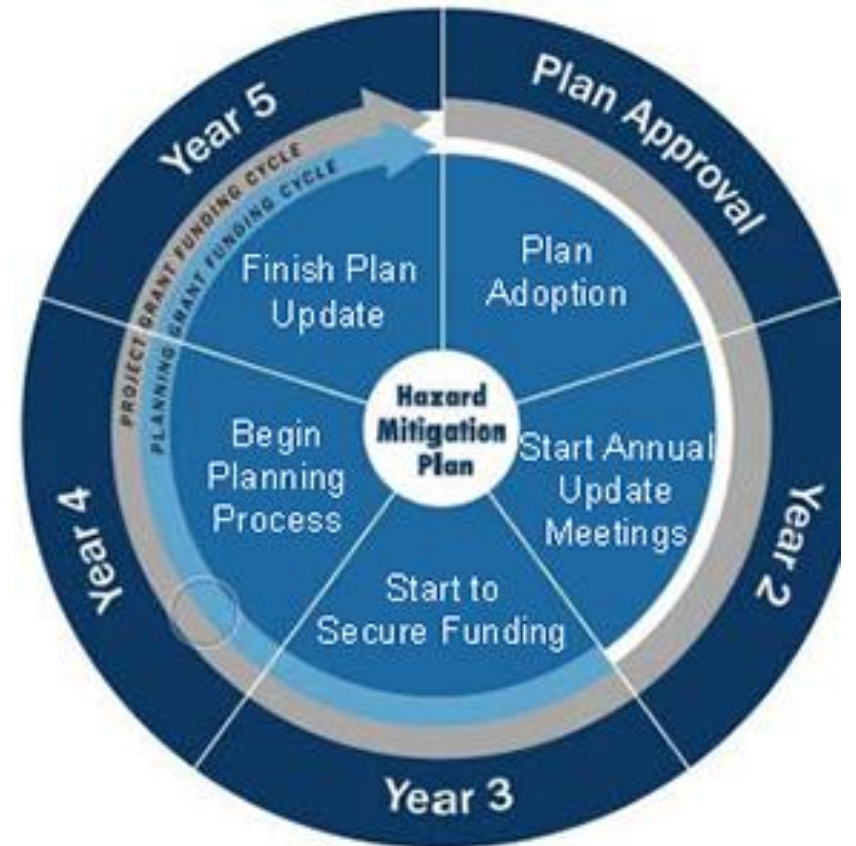 Plan Approval
Year 2
Year 3
Year 4
Year 5
PROJECT GRANT FUNDING CYCLE
PLANNING GRANT FUNDING CYCLE
Plan
Adoption
Start Annual
Update
Meetings
Start to
Secure Funding
Begin
Planning
Process
Finish Plan
Update
Hazard
Mitigation
Plan